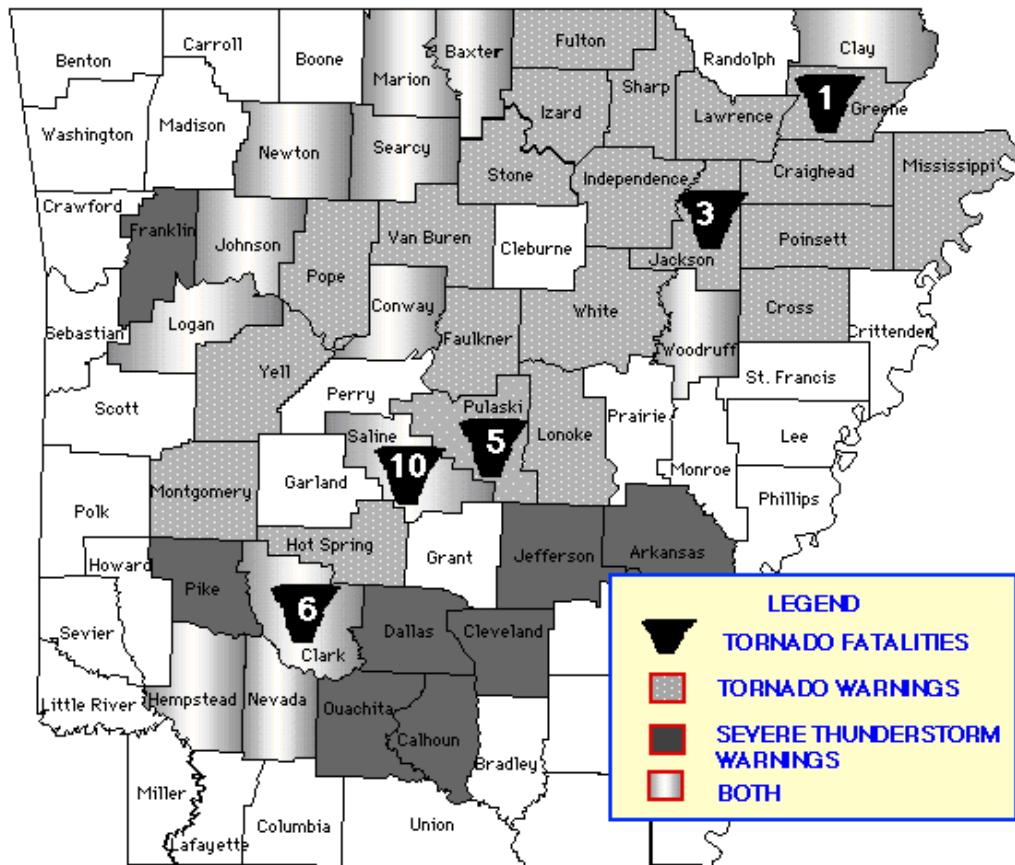 Benton
Carroll
Boone
Marion
Baxter
Fulton
Sharp
Randolph
Clay
Washington
Madison
Newton
Searcy
Izard
Lawrence
1
Greene
Stone
Independence
Craighead
Mississippi
Crawford
Franklin
Johnson
Pope
Van Buren
Cleburne
3
Jackson
Poinsett
Sebastian
Logan
Conway
Faulkner
White
Woodruff
Cross
Crittenden
Scott
Yell
Perry
Pulaski
5
Lonoke
Prairie
St. Francis
Lee
Saline
10
Garland
Monroe
Phillips
Polk
Montgomery
Hot Spring
Grant
Jefferson
Arkansas
Howard
Pike
6
Clark
Dallas
Cleveland
Sevier
Little River
Hempstead
Nevada
Ouachita
Calhoun
Bradley
Miller
Lafayette
Columbia
Union
LEGEND
TORNADO FATALITIES
TORNADO WARNINGS
SEVERE THUNDERSTORM
WARNINGS
BOTH